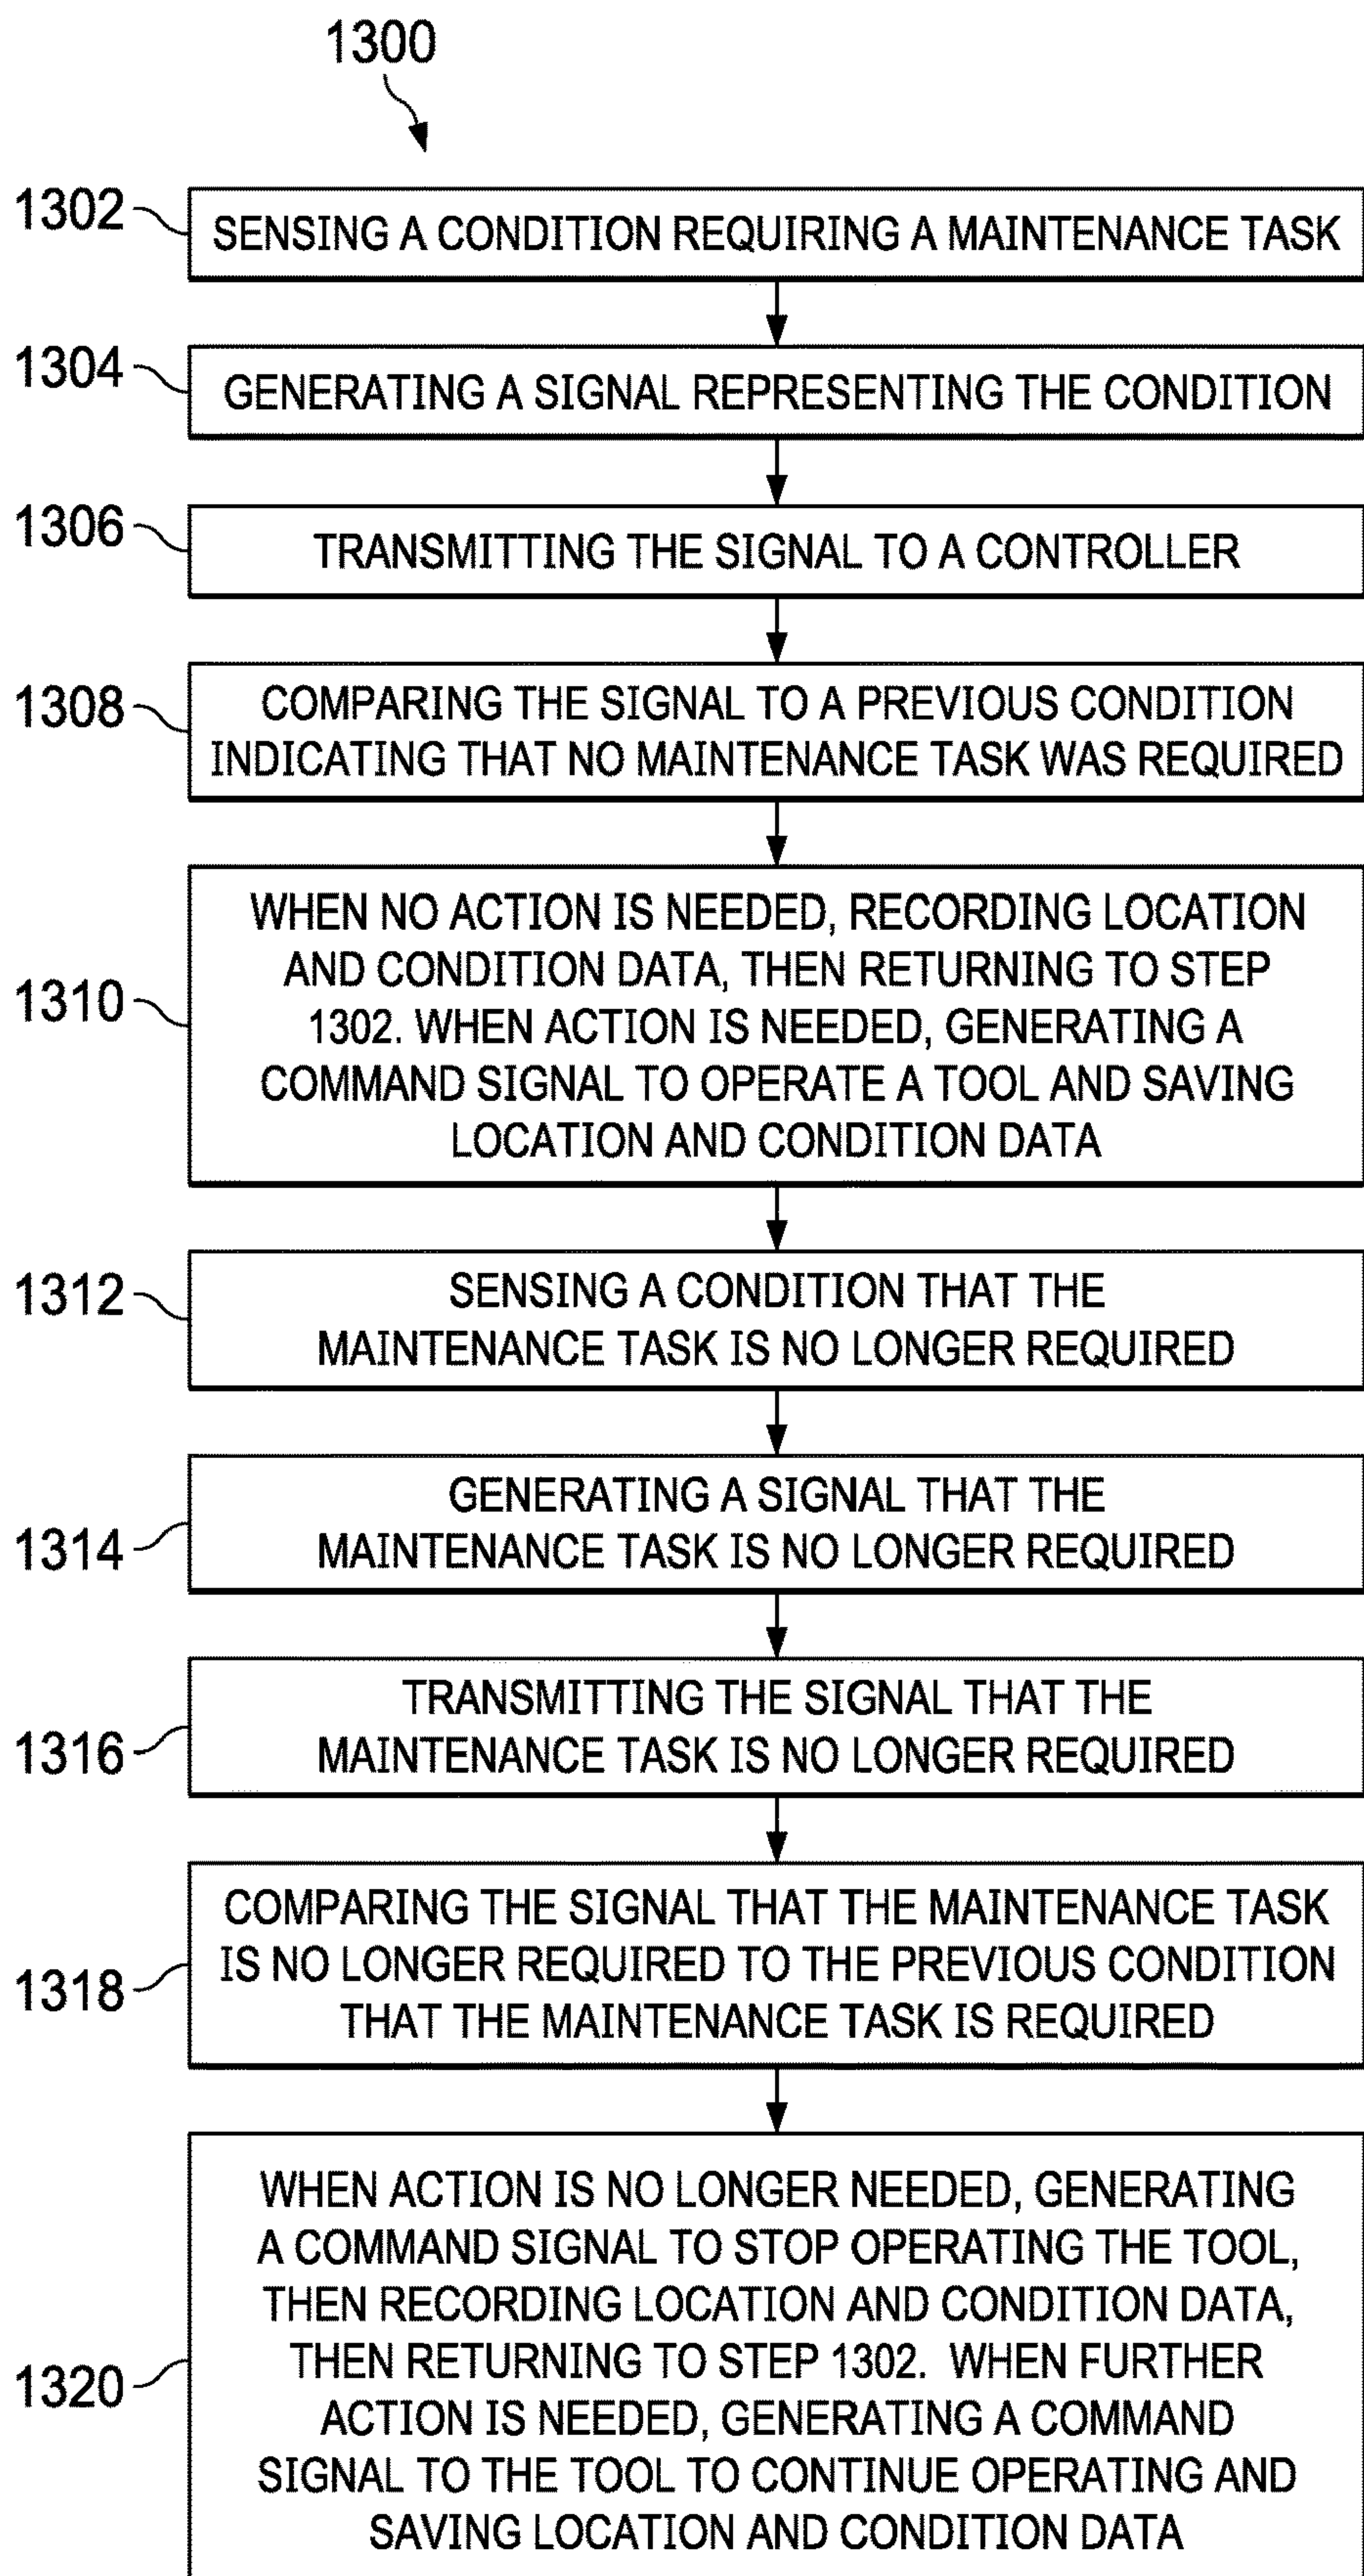 1300
1302
SENSING A CONDITION REQUIRING A MAINTENANCE TASK
1304
GENERATING A SIGNAL REPRESENTING THE CONDITION
1306
TRANSMITTING THE SIGNAL TO A CONTROLLER
1308
COMPARING THE SIGNAL TO A PREVIOUS CONDITION
INDICATING THAT NO MAINTENANCE TASK WAS REQUIRED
1310
WHEN NO ACTION IS NEEDED, RECORDING LOCATION
AND CONDITION DATA, THEN RETURNING TO STEP
1302. WHEN ACTION IS NEEDED, GENERATING A
COMMAND SIGNAL TO OPERATE A TOOL AND SAVING
LOCATION AND CONDITION DATA
1312
SENSING A CONDITION THAT THE
MAINTENANCE TASK IS NO LONGER REQUIRED
1314
GENERATING A SIGNAL THAT THE
MAINTENANCE TASK IS NO LONGER REQUIRED
1316
TRANSMITTING THE SIGNAL THAT THE
MAINTENANCE TASK IS NO LONGER REQUIRED
1318
COMPARING THE SIGNAL THAT THE MAINTENANCE TASK
IS NO LONGER REQUIRED TO THE PREVIOUS CONDITION
THAT THE MAINTENANCE TASK IS REQUIRED
1320
WHEN ACTION IS NO LONGER NEEDED, GENERATING
A COMMAND SIGNAL TO STOP OPERATING THE TOOL,
THEN RECORDING LOCATION AND CONDITION DATA,
THEN RETURNING TO STEP 1302. WHEN FURTHER
ACTION IS NEEDED, GENERATING A COMMAND
SIGNAL TO THE TOOL TO CONTINUE OPERATING AND
SAVING LOCATION AND CONDITION DATA